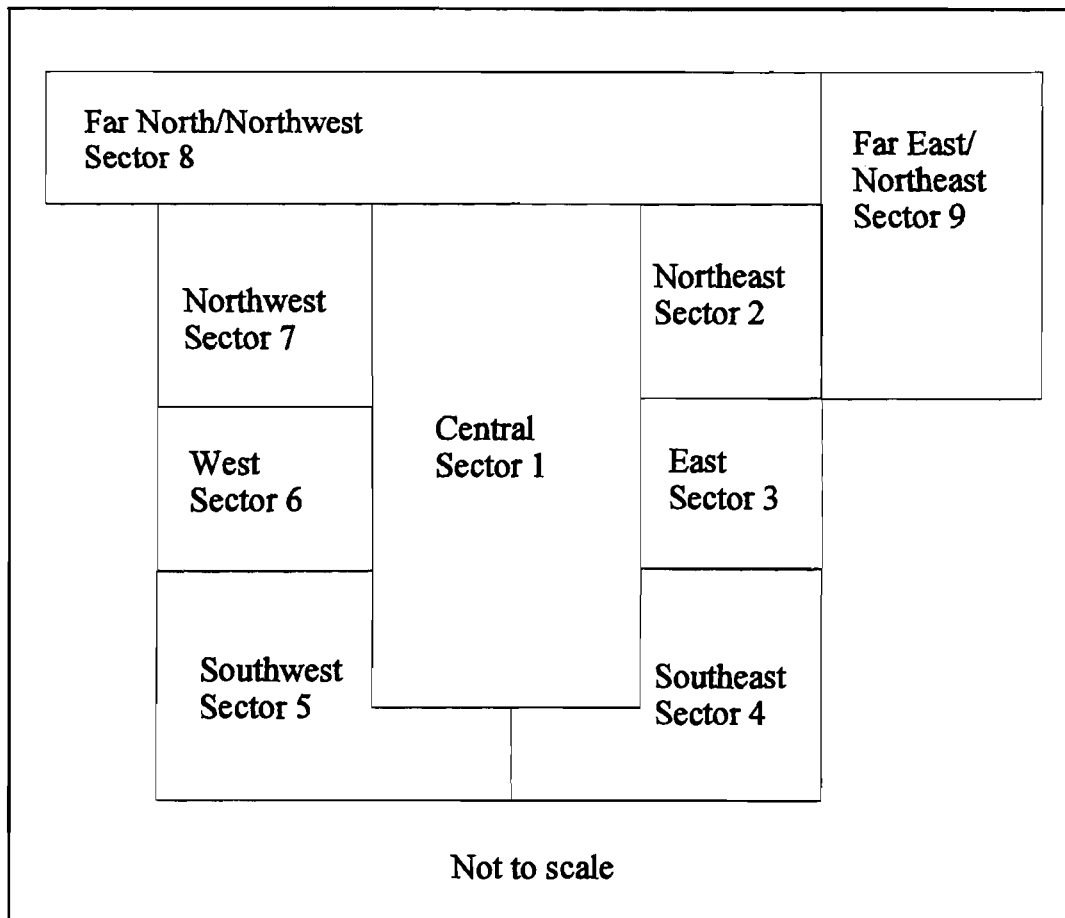 Far North/Northwest
Sector 8
Far East/
Northeast
Sector 9
Northwest
Sector 7
Northeast
Sector 2
Central
Sector 1
West
Sector 6
East
Sector 3
Southwest
Sector 5
Southeast
Sector 4
Not to scale